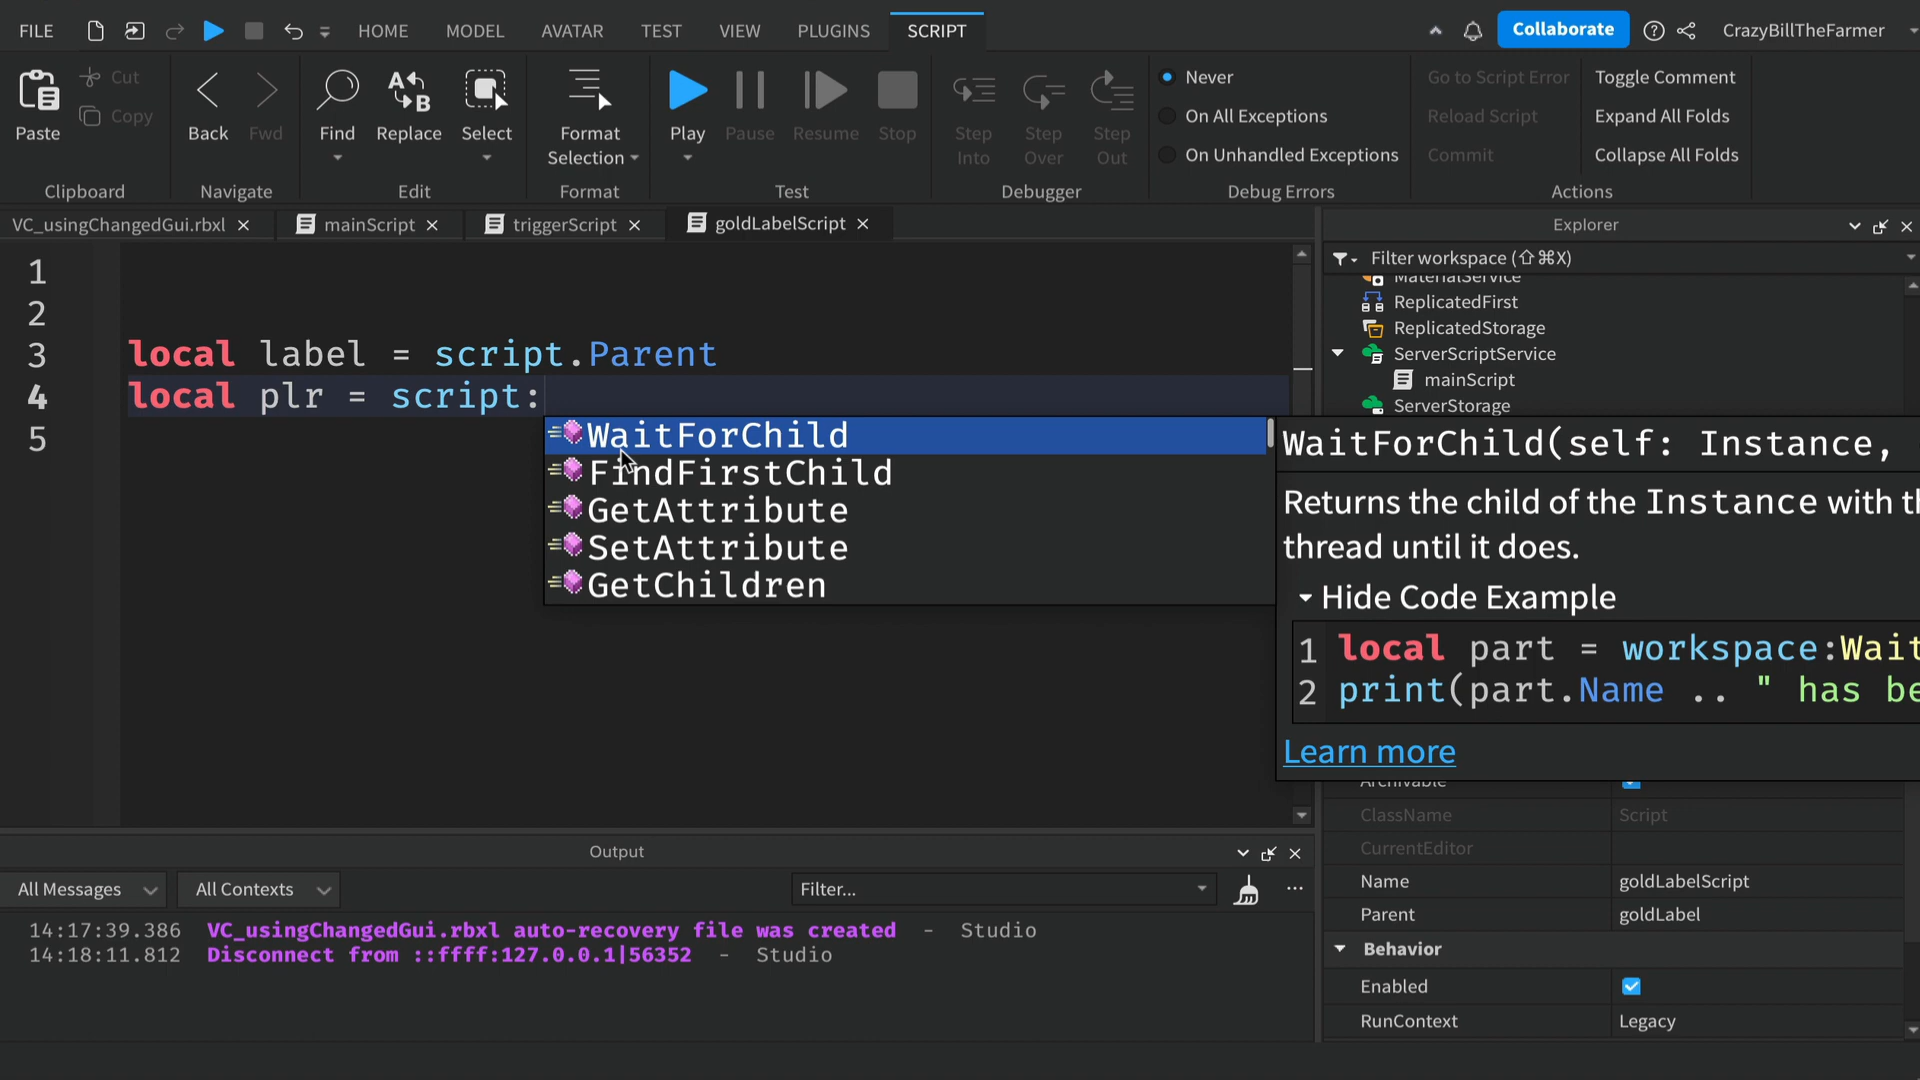 FILE HOME MODEL AVATAR TEST VIEW PLUGINS SCRIPT Collaborate CrazyBillTheFarmer
Paste Cut Copy Clipboard
Back Fwd Navigate
Find Replace Select Edit
Format Selection Format
Play Pause Resume Stop Test
Step Into Step Over Step Out Debugger
Never
On All Exceptions
On Unhandled Exceptions
Debug Errors
Go to Script Error Toggle Comment
Reload Script Expand All Folds
Commit Collapse All Folds
Actions
VC_usingChangedGui.rbxl mainScript triggerScript goldLabelScript
1
2
3 local label = script.Parent
4 local plr = script:
5
WaitForChild
FindFirstChild
GetAttribute
SetAttribute
GetChildren
Explorer
Filter workspace (⇧⌘X)
MaterialService
ReplicatedFirst
ReplicatedStorage
ServerScriptService
mainScript
ServerStorage
WaitForChild(self: Instance,
Returns the child of the Instance with th
thread until it does.
Hide Code Example
1 local part = workspace:Wait
2 print(part.Name .. " has be
Learn more
Archivable
ClassName Script
CurrentEditor
Name goldLabelScript
Parent goldLabel
Behavior
Enabled
RunContext Legacy
Output
All Messages All Contexts Filter...
14:17:39.386 VC_usingChangedGui.rbxl auto-recovery file was created - Studio
14:18:11.812 Disconnect from ::ffff:127.0.0.1|56352 - Studio